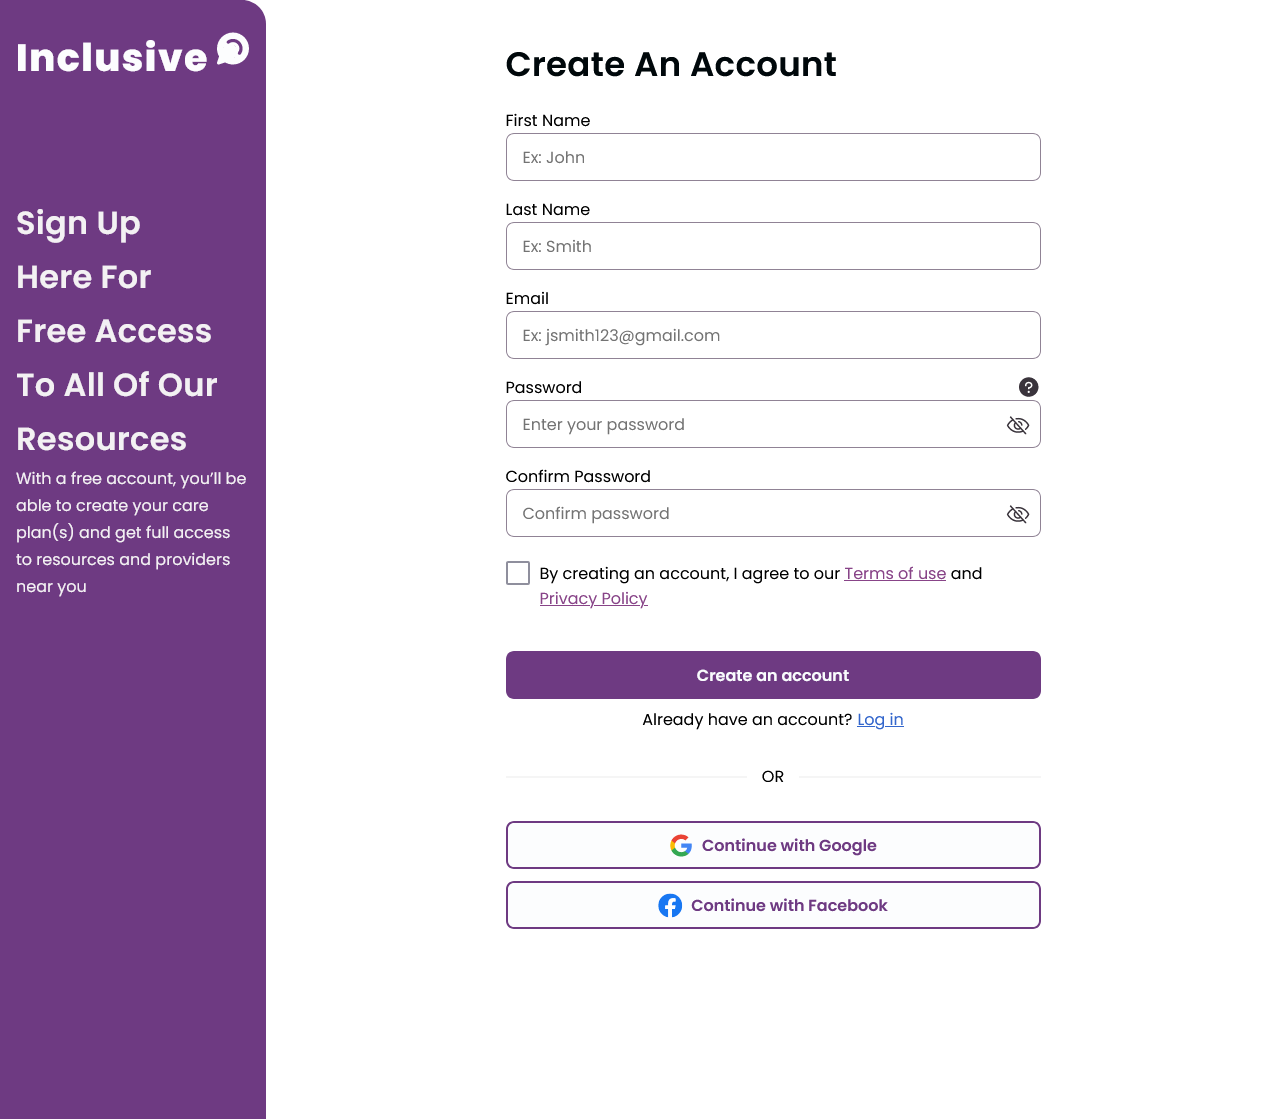 Inclusive
Sign Up
Here For
Free Access
To All Of Our
Resources
With a free account, you’ll be
able to create your care
plan(s) and get full access
to resources and providers
near you
Create An Account
First Name
Ex: John
Last Name
Ex: Smith
Email
Ex: jsmith123@gmail.com
Password
?
Enter your password
Confirm Password
Confirm password
By creating an account, I agree to our Terms of use and
Privacy Policy
Create an account
Already have an account? Log in
OR
Continue with Google
Continue with Facebook